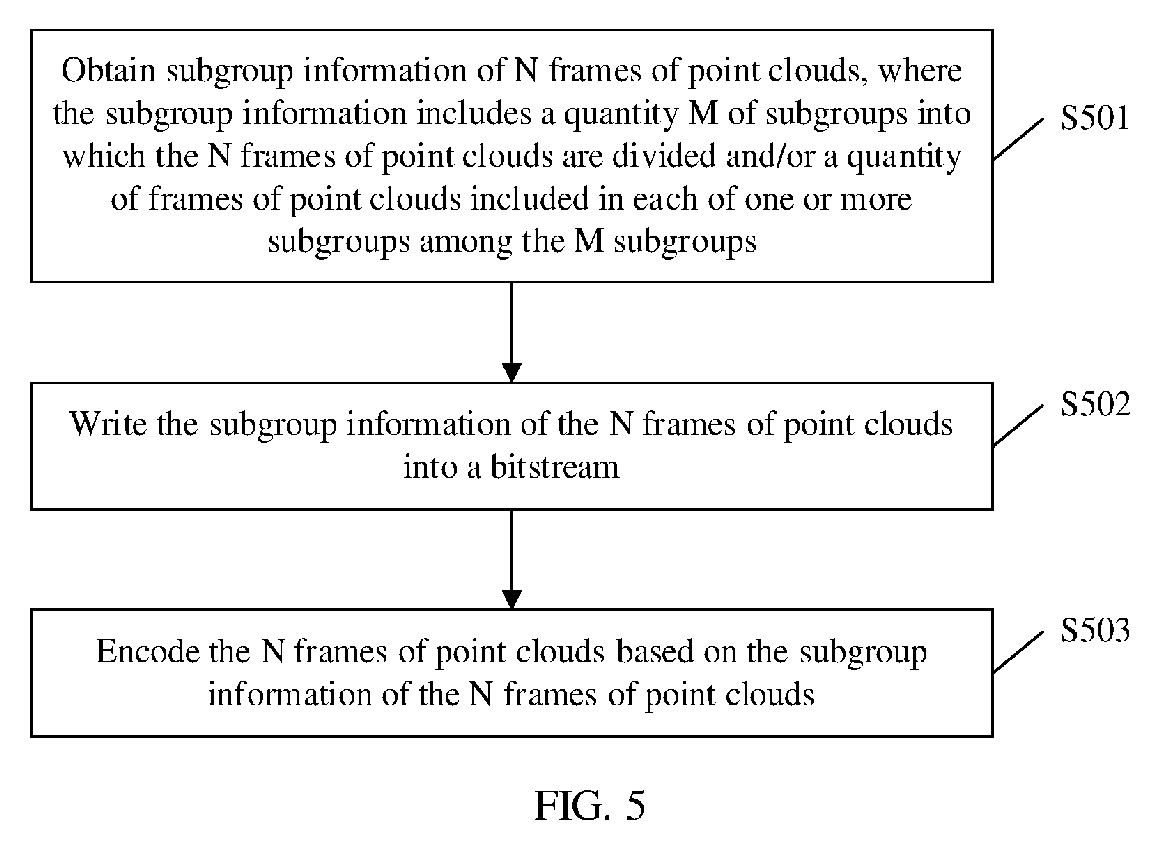 Obtain subgroup information of N frames of point clouds, where
the subgroup information includes a quantity M of subgroups into
which the N frames of point clouds are divided and/or a quantity
of frames of point clouds included in each of one or more
subgroups among the M subgroups
S501
Write the subgroup information of the N frames of point clouds
into a bitstream
S502
Encode the N frames of point clouds based on the subgroup
information of the N frames of point clouds
S503
FIG. 5